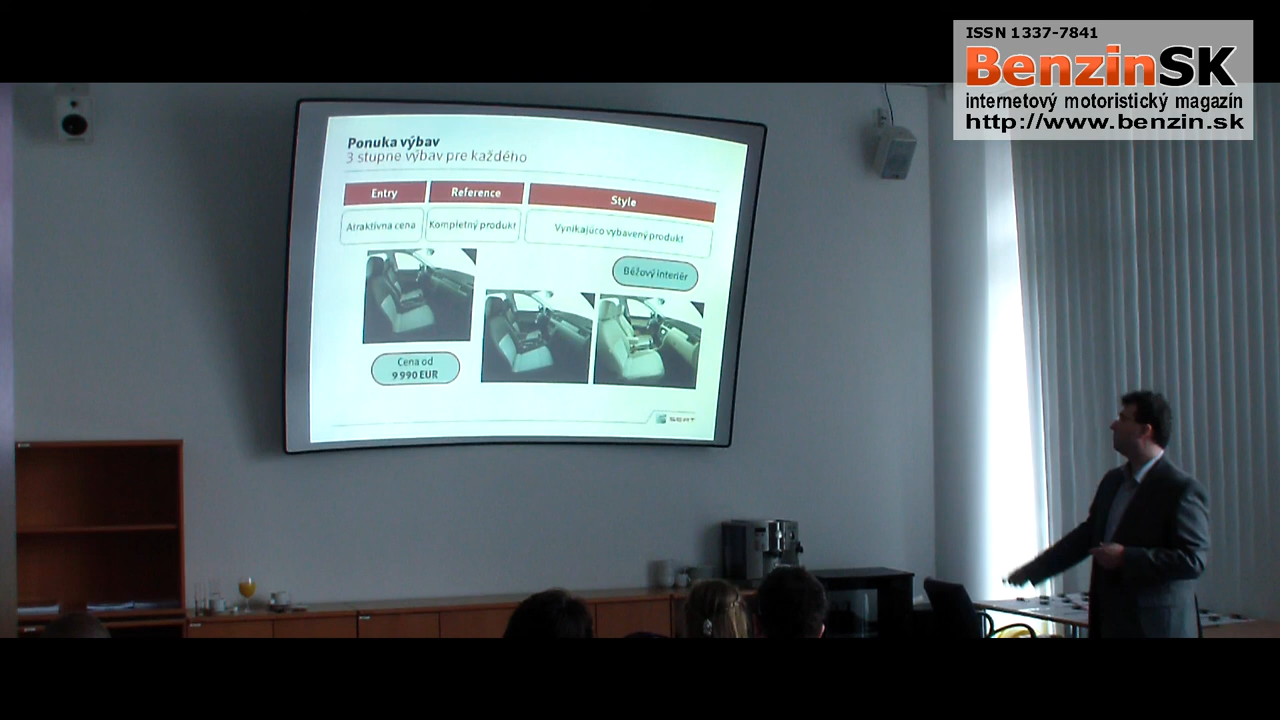 ISSN 1337-7841
BenzinSK
internetový motoristický magazín
http://www.benzin.sk
Ponuka výbav
3 stupne výbav pre každého
Entry
Reference
Style
Atraktívna cena
Kompletný produkt
Vynikajúco vybavený produkt
Béžový interiér
Cena od
9 990 EUR
SEAT